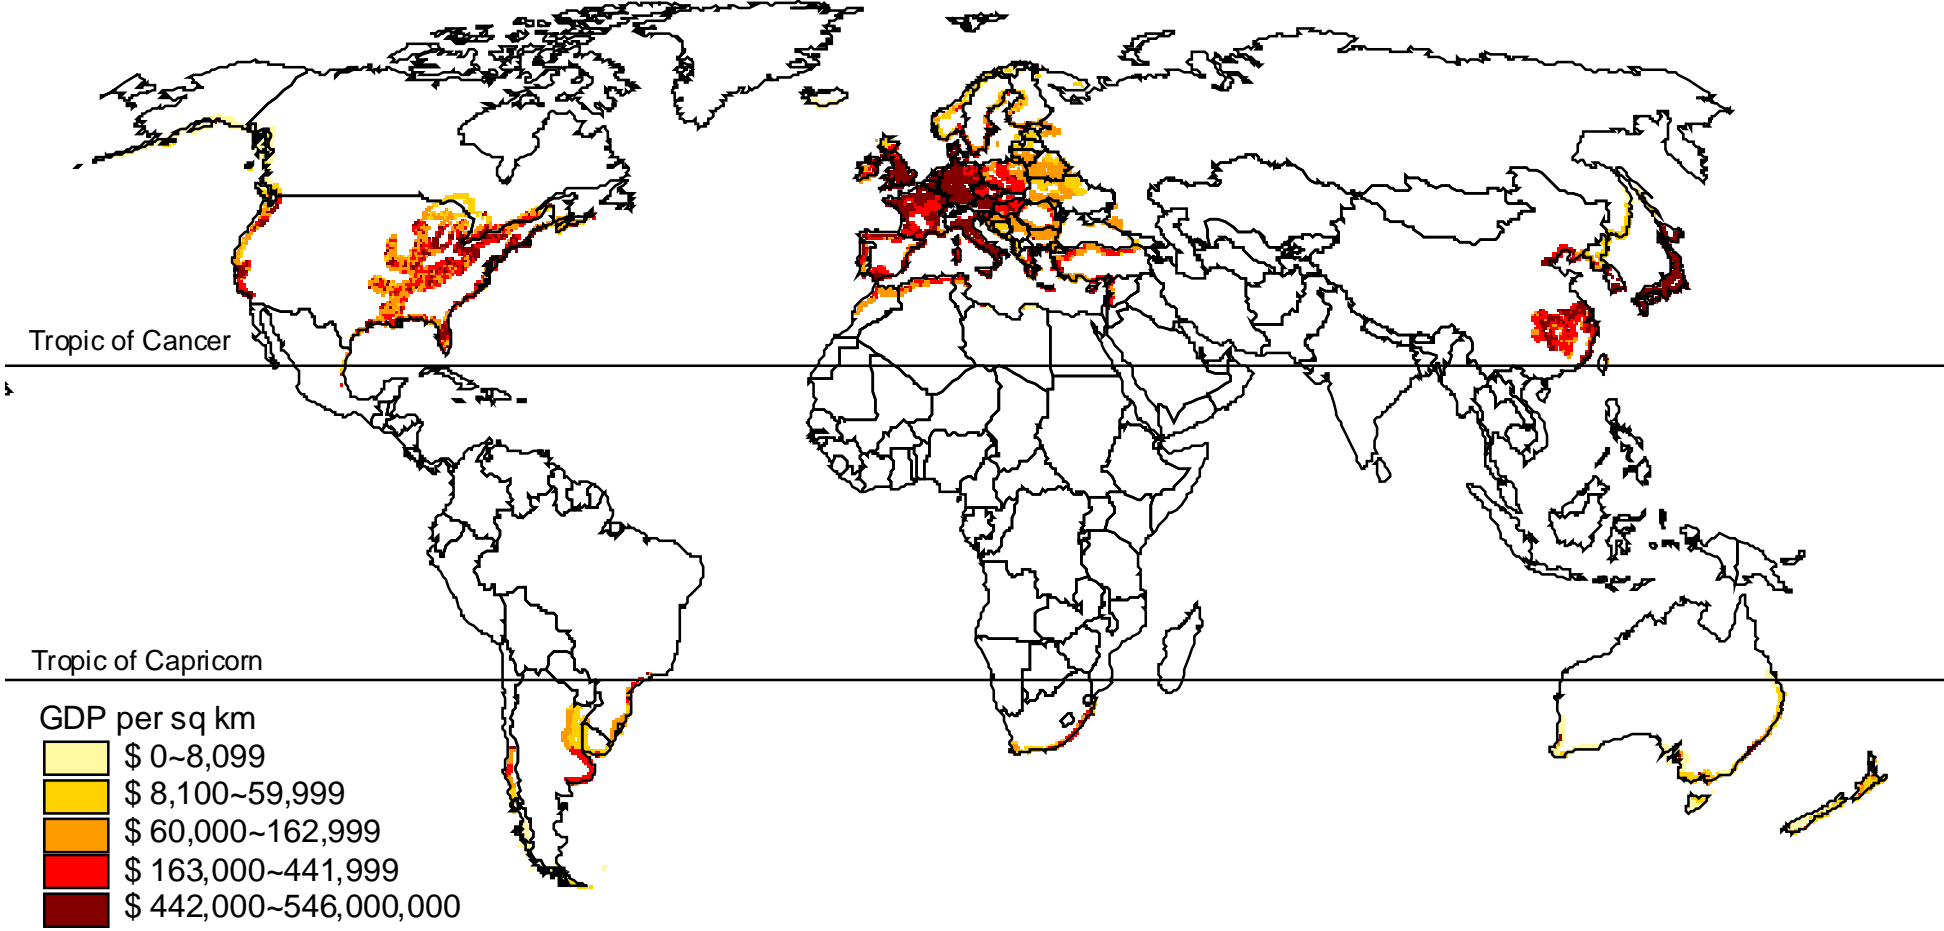 Tropic of Cancer
Tropic of Capricorn
GDP per sq km
$ 0~8,099
$ 8,100~59,999
$ 60,000~162,999
$ 163,000~441,999
$ 442,000~546,000,000